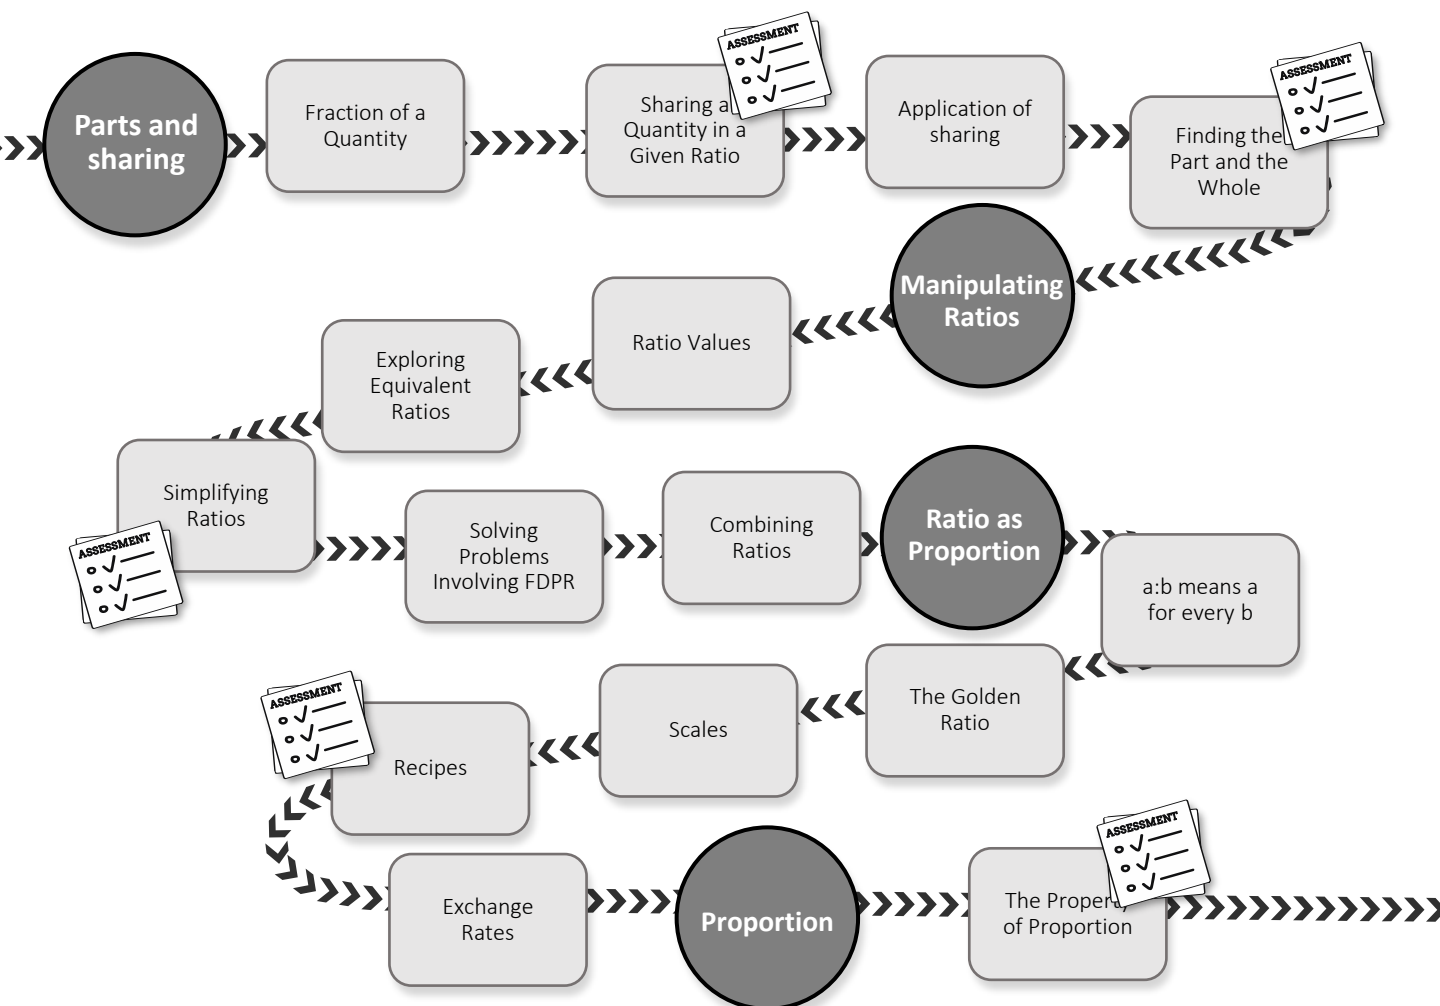 Parts and
sharing
Fraction of a
Quantity
ASSESSMENT
Sharing a
Quantity in a
Given Ratio
Application of
sharing
ASSESSMENT
Finding the
Part and the
Whole
Manipulating
Ratios
Ratio Values
Exploring
Equivalent
Ratios
Simplifying
Ratios
ASSESSMENT
Solving
Problems
Involving FDPR
Combining
Ratios
Ratio as
Proportion
a:b means a
for every b
The Golden
Ratio
Scales
ASSESSMENT
Recipes
Exchange
Rates
Proportion
ASSESSMENT
The Property
of Proportion